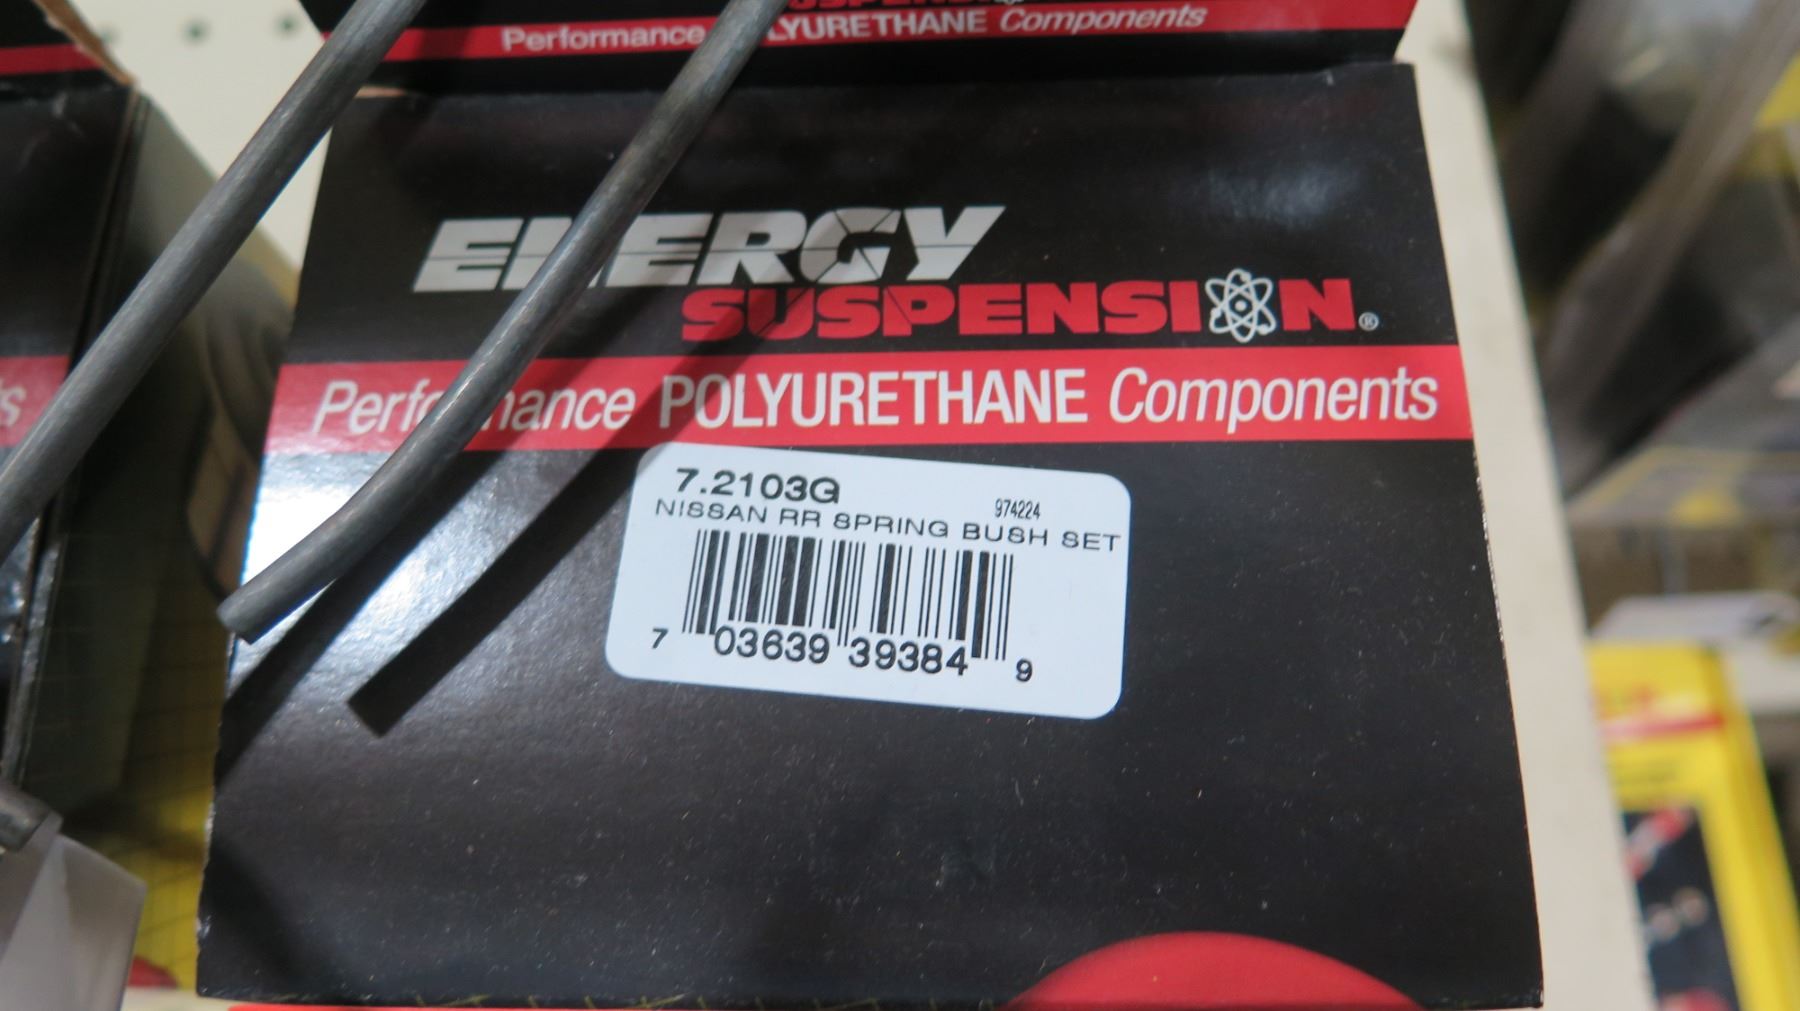 Performance POLYURETHANE Components
ENERGY
SUSPENSION®
Performance POLYURETHANE Components
7.2103G
974224
NISSAN RR SPRING BUSH SET
7 03639 39384 9